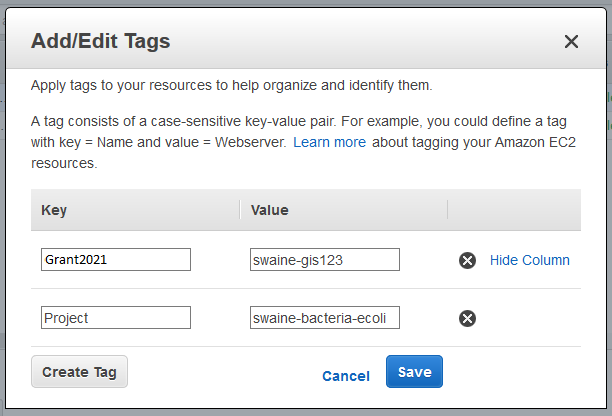 Add/Edit Tags
Apply tags to your resources to help organize and identify them.
A tag consists of a case-sensitive key-value pair. For example, you could define a tag
with key = Name and value = Webserver. Learn more about tagging your Amazon EC2
resources.
Key Value
Grant2021 swaine-gis123 Hide Column
Project swaine-bacteria-ecoli
Create Tag Cancel Save